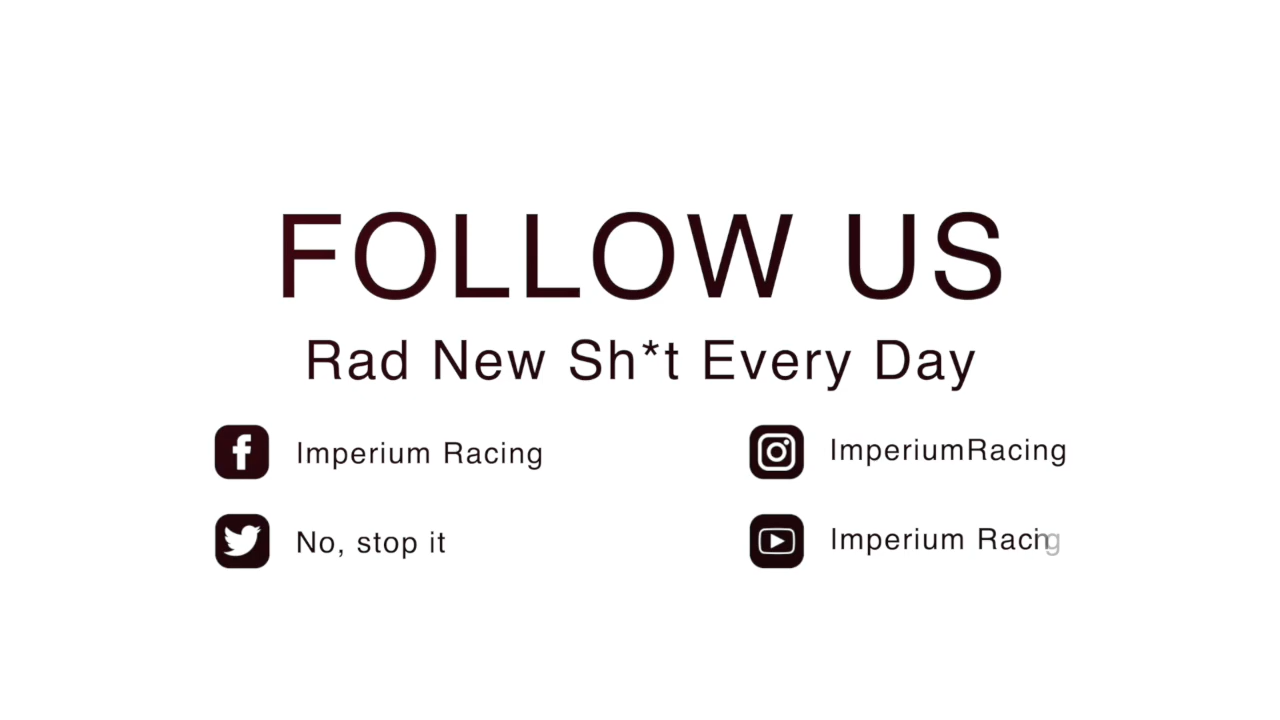 FOLLOW US
Rad New Sh*t Every Day
Imperium Racing
ImperiumRacing
No, stop it
Imperium Racing